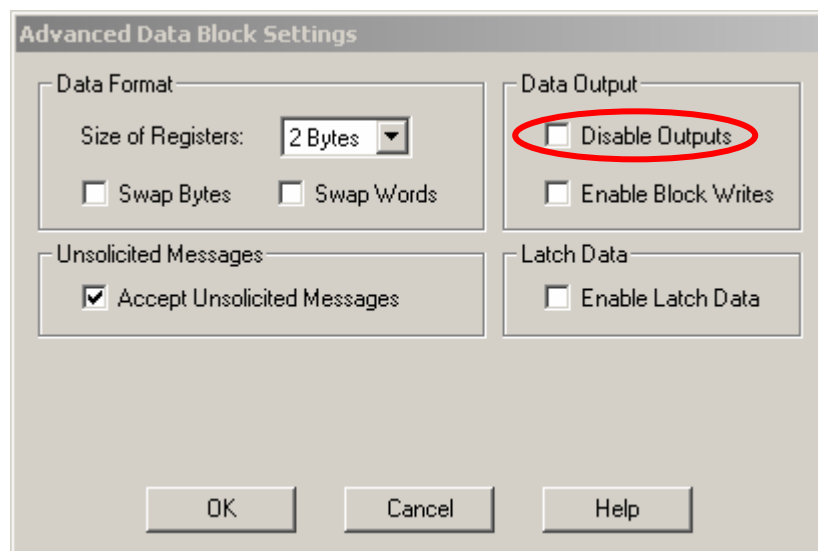 Advanced Data Block Settings
Data Format
Size of Registers: 2 Bytes
Swap Bytes Swap Words
Data Output
Disable Outputs
Enable Block Writes
Unsolicited Messages
Accept Unsolicited Messages
Latch Data
Enable Latch Data
OK Cancel Help